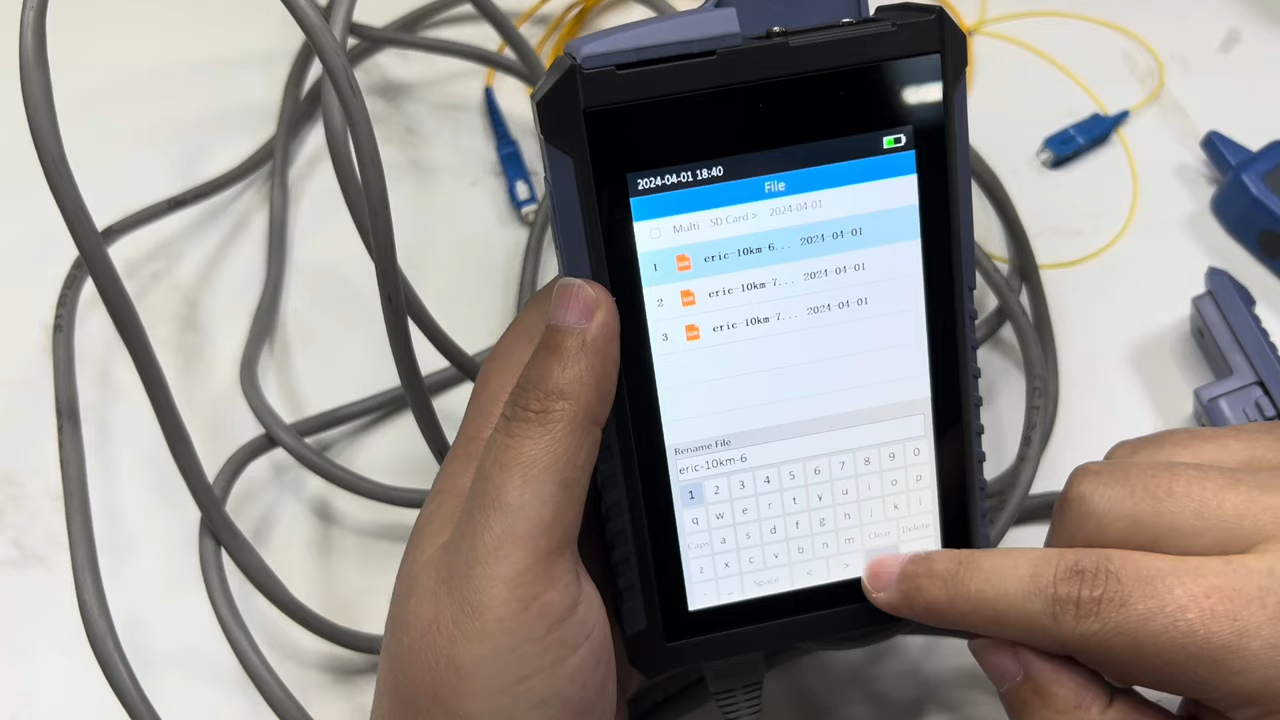 2024-04-01 18:40
File
Multi SD Card > 2024-04-01
1 eric-10km-6... 2024-04-01
2 eric-10km-7... 2024-04-01
3 eric-10km-7... 2024-04-01
Rename File
eric-10km-6
1 2 3 4 5 6 7 8 9 0
q w e r t y u i o p
Caps a s d f g h j k l
z x c v b n m Clear Delete
. _ Space < >